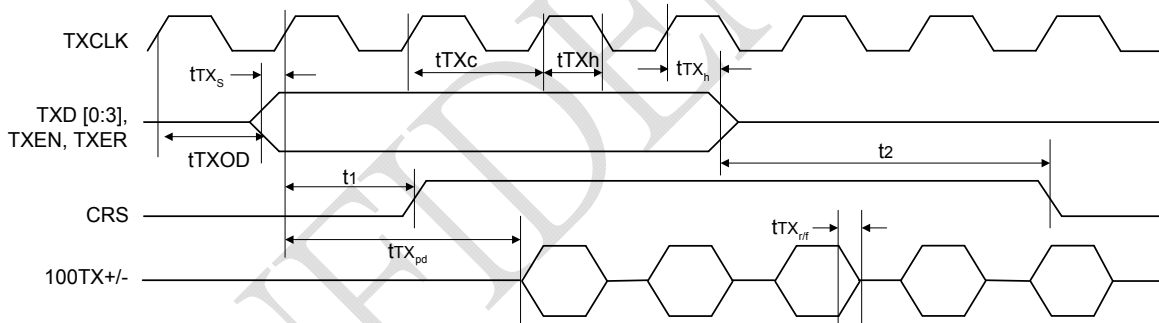 TXCLK
tTXc
tTXh
tTXh
tTXS
TXD [0:3],
TXEN, TXER
tTXOD
t1
t2
CRS
tTXpd
tTXr/f
100TX+/-